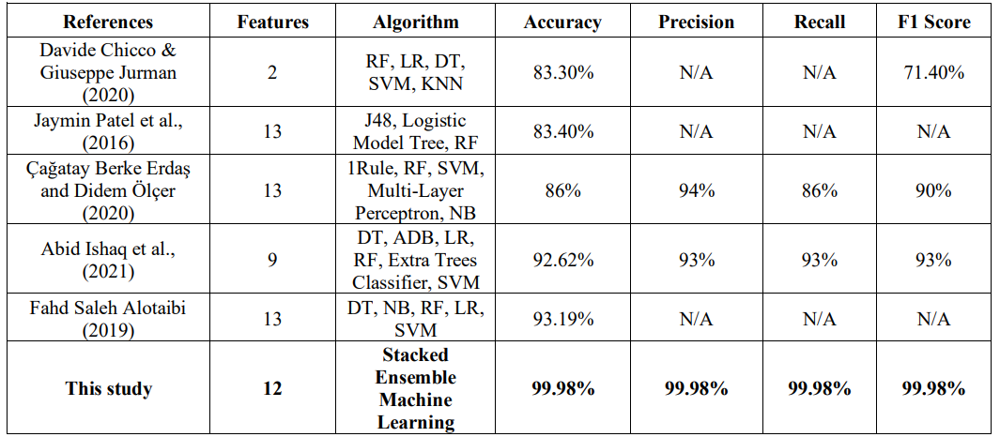 References Features Algorithm Accuracy Precision Recall F1 Score
Davide Chicco &
Giuseppe Jurman
(2020)
2
RF, LR, DT,
SVM, KNN
83.30%
N/A
N/A
71.40%
Jaymin Patel et al.,
(2016)
13
J48, Logistic
Model Tree, RF
83.40%
N/A
N/A
N/A
Çağatay Berke Erdaş
and Didem Ölçer
(2020)
13
1Rule, RF, SVM,
Multi-Layer
Perceptron, NB
86%
94%
86%
90%
Abid Ishaq et al.,
(2021)
9
DT, ADB, LR,
RF, Extra Trees
Classifier, SVM
92.62%
93%
93%
93%
Fahd Saleh Alotaibi
(2019)
13
DT, NB, RF, LR,
SVM
93.19%
N/A
N/A
N/A
This study
12
Stacked
Ensemble
Machine
Learning
99.98%
99.98%
99.98%
99.98%